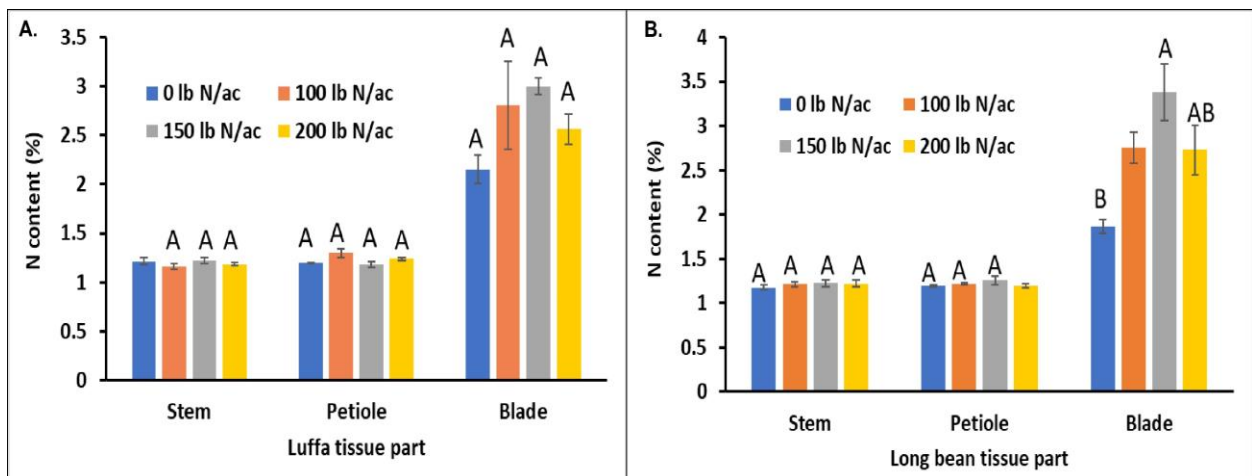 A.
N content (%)
3.5
3
2.5
2
1.5
1
0.5
0
0 lb N/ac 100 lb N/ac
150 lb N/ac 200 lb N/ac
A A A
A A A A
A A A A
Stem Petiole Blade
Luffa tissue part
B.
N content (%)
4
3.5
3
2.5
2
1.5
1
0.5
0
0 lb N/ac 100 lb N/ac
150 lb N/ac 200 lb N/ac
A A A A
A A A
B A AB
Stem Petiole Blade
Long bean tissue part